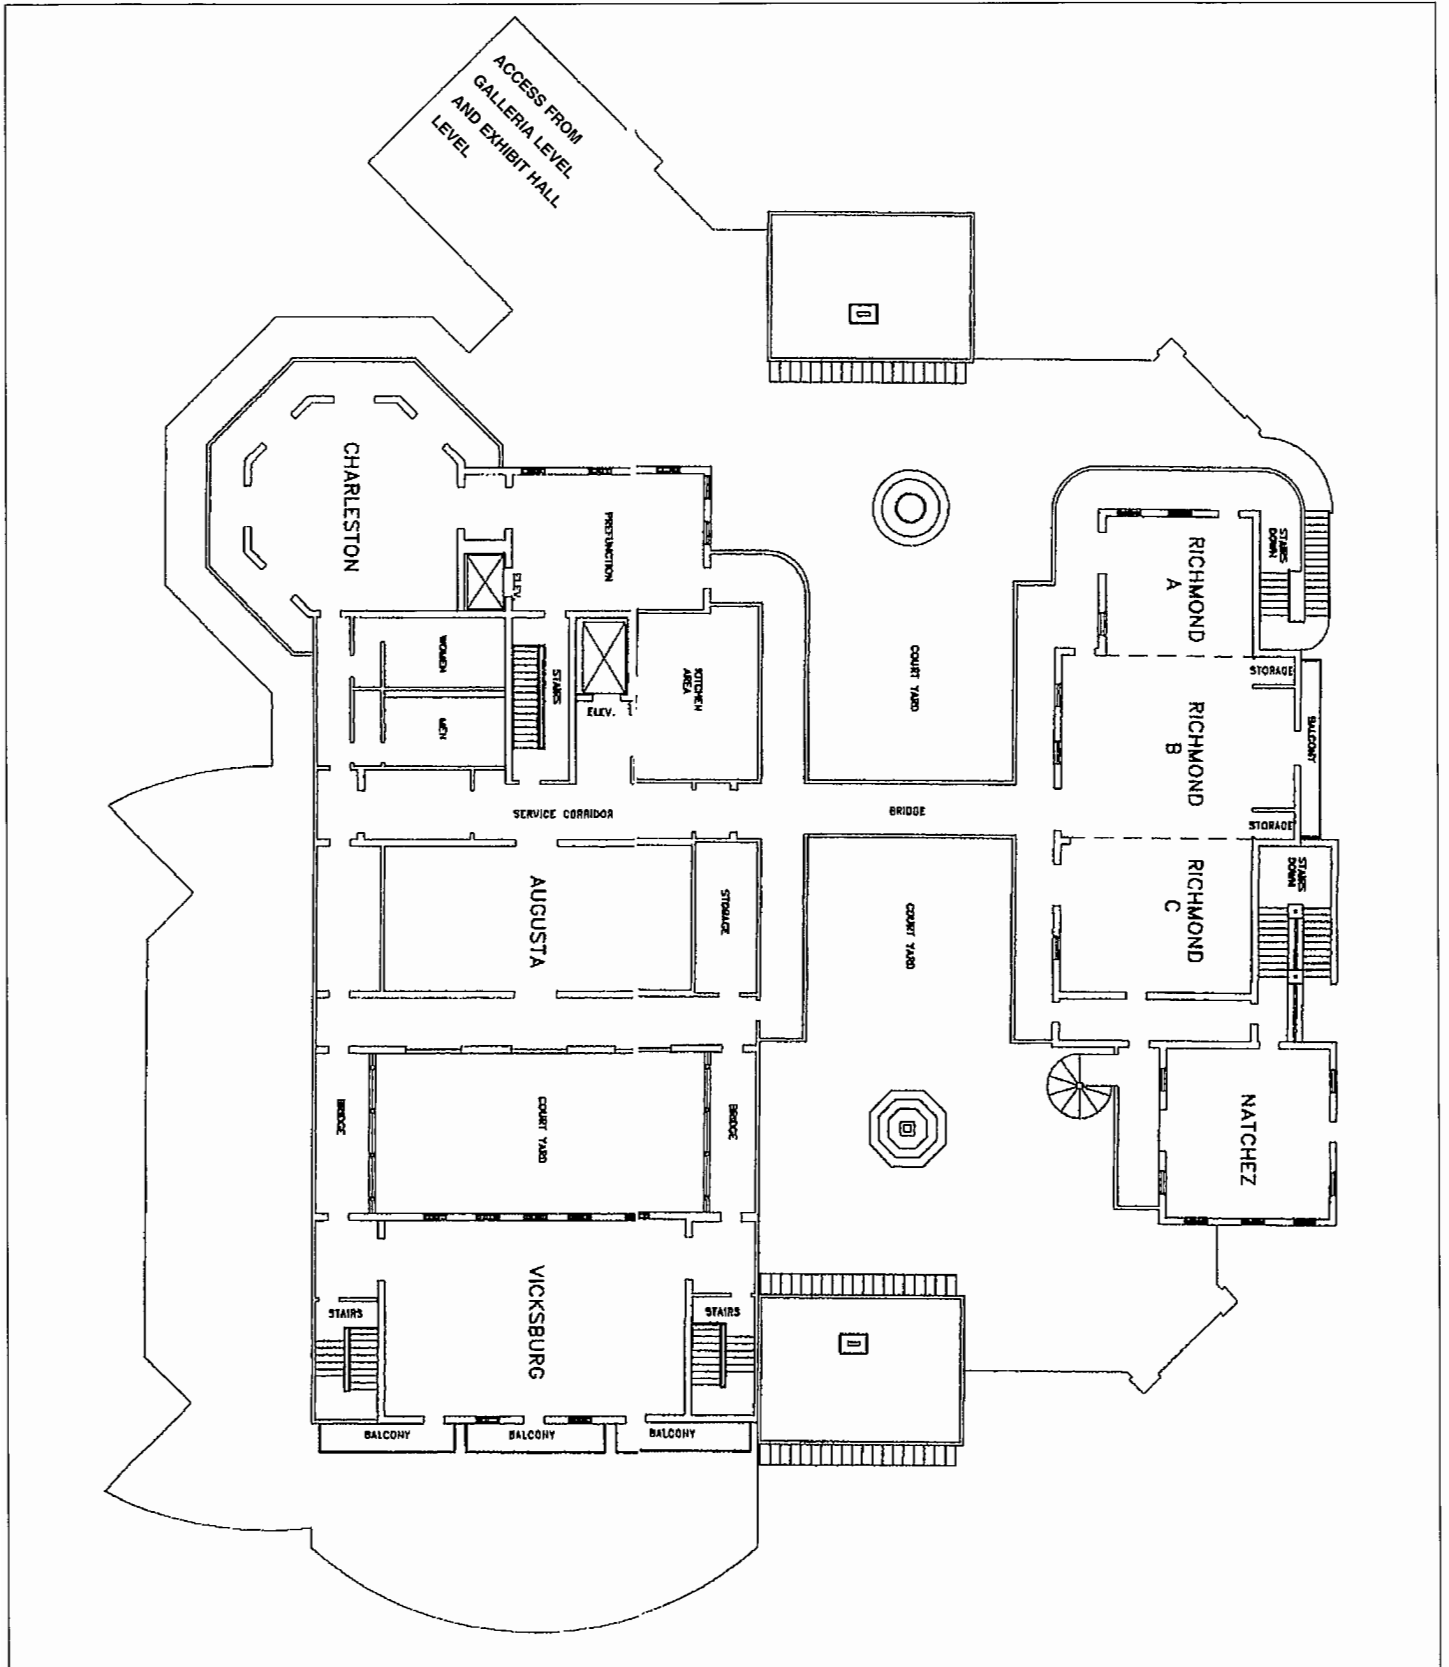 ACCESS FROM
GALLERIA LEVEL
AND EXHIBIT HALL
LEVEL
CHARLESTON
PREFUNCTION
ELEV.
WOMEN
MEN
STAIRS
ELEV.
KITCHEN
AREA
COURT YARD
RICHMOND
A
STAIRS
DOWN
STORAGE
RICHMOND
B
BALCONY
STORAGE
SERVICE CORRIDOR
BRIDGE
AUGUSTA
STORAGE
COURT YARD
RICHMOND
C
STAIRS
DOWN
BRIDGE
COURT YARD
BRIDGE
NATCHEZ
STAIRS
VICKSBURG
STAIRS
BALCONY
BALCONY
BALCONY